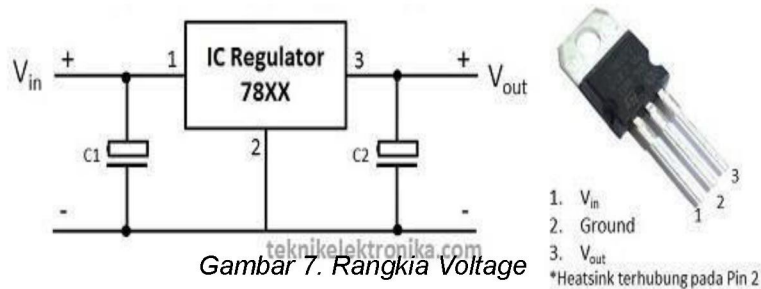 +
1
IC Regulator
78XX
3
+
V_in
V_out
C1
2
C2
-
-
teknikelektronika.com
Gambar 7. Rangkia Voltage
1
2
3
1. V_in
2. Ground
3. V_out
*Heatsink terhubung pada Pin 2